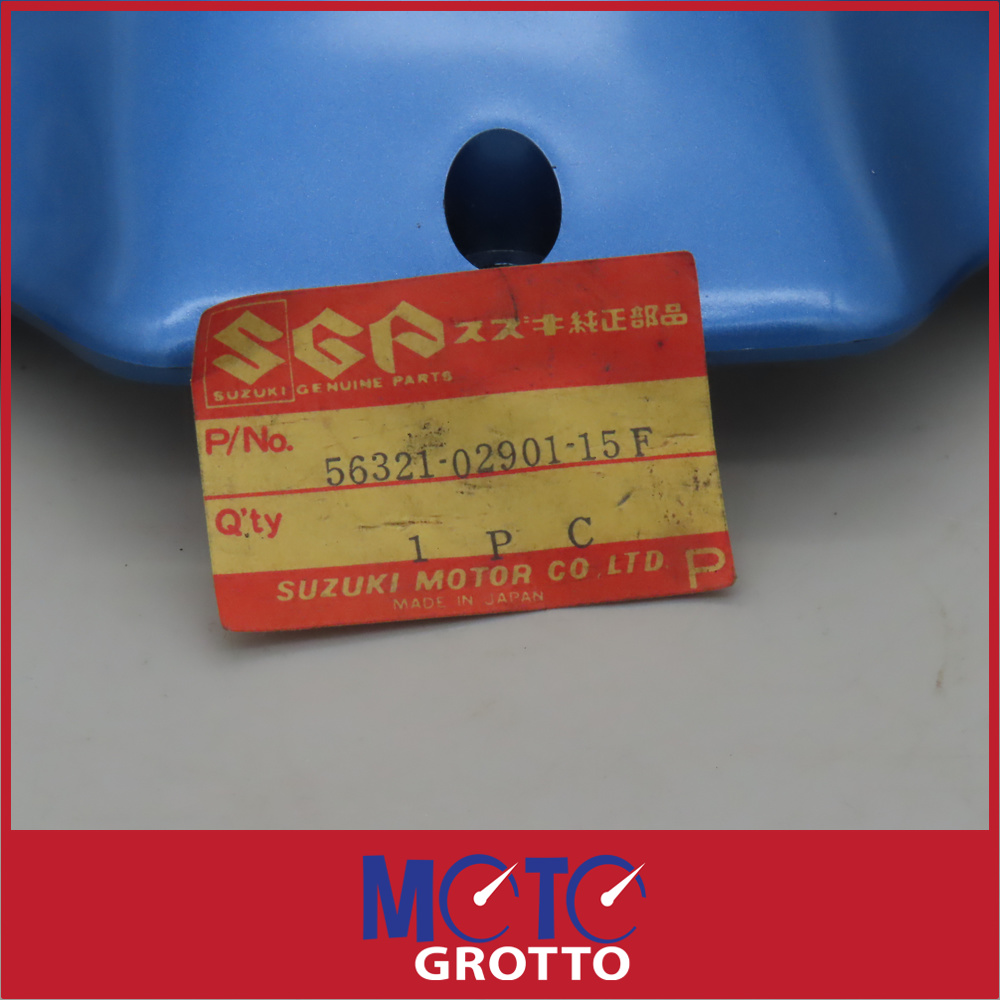 SGP スズキ純正部品
SUZUKI GENUINE PARTS
P/No. 56321-02901-15F
Q'ty 1 PC
SUZUKI MOTOR CO.,LTD. P
MADE IN JAPAN
MOTO
GROTTO